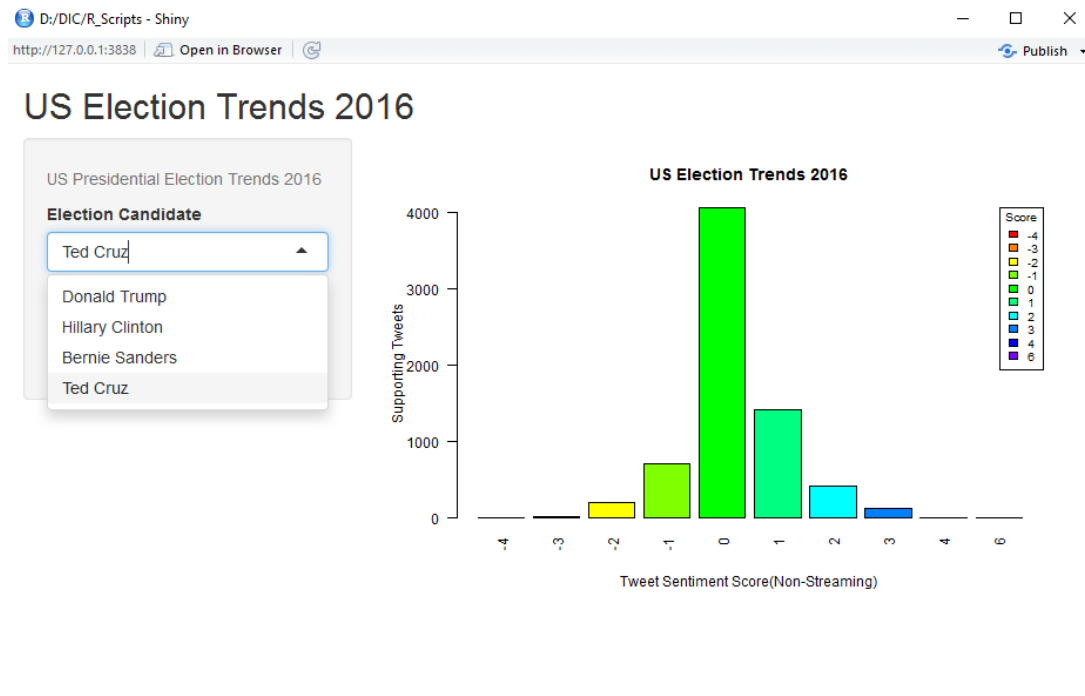 D:/DIC/R_Scripts - Shiny
http://127.0.0.1:3838 Open in Browser Publish
US Election Trends 2016
US Presidential Election Trends 2016
Election Candidate
Ted Cruz
Donald Trump
Hillary Clinton
Bernie Sanders
Ted Cruz
US Election Trends 2016
Supporting Tweets
4000
3000
2000
1000
0
-4 -3 -2 -1 0 1 2 3 4 6
Tweet Sentiment Score(Non-Streaming)
Score
-4
-3
-2
-1
0
1
2
3
4
6